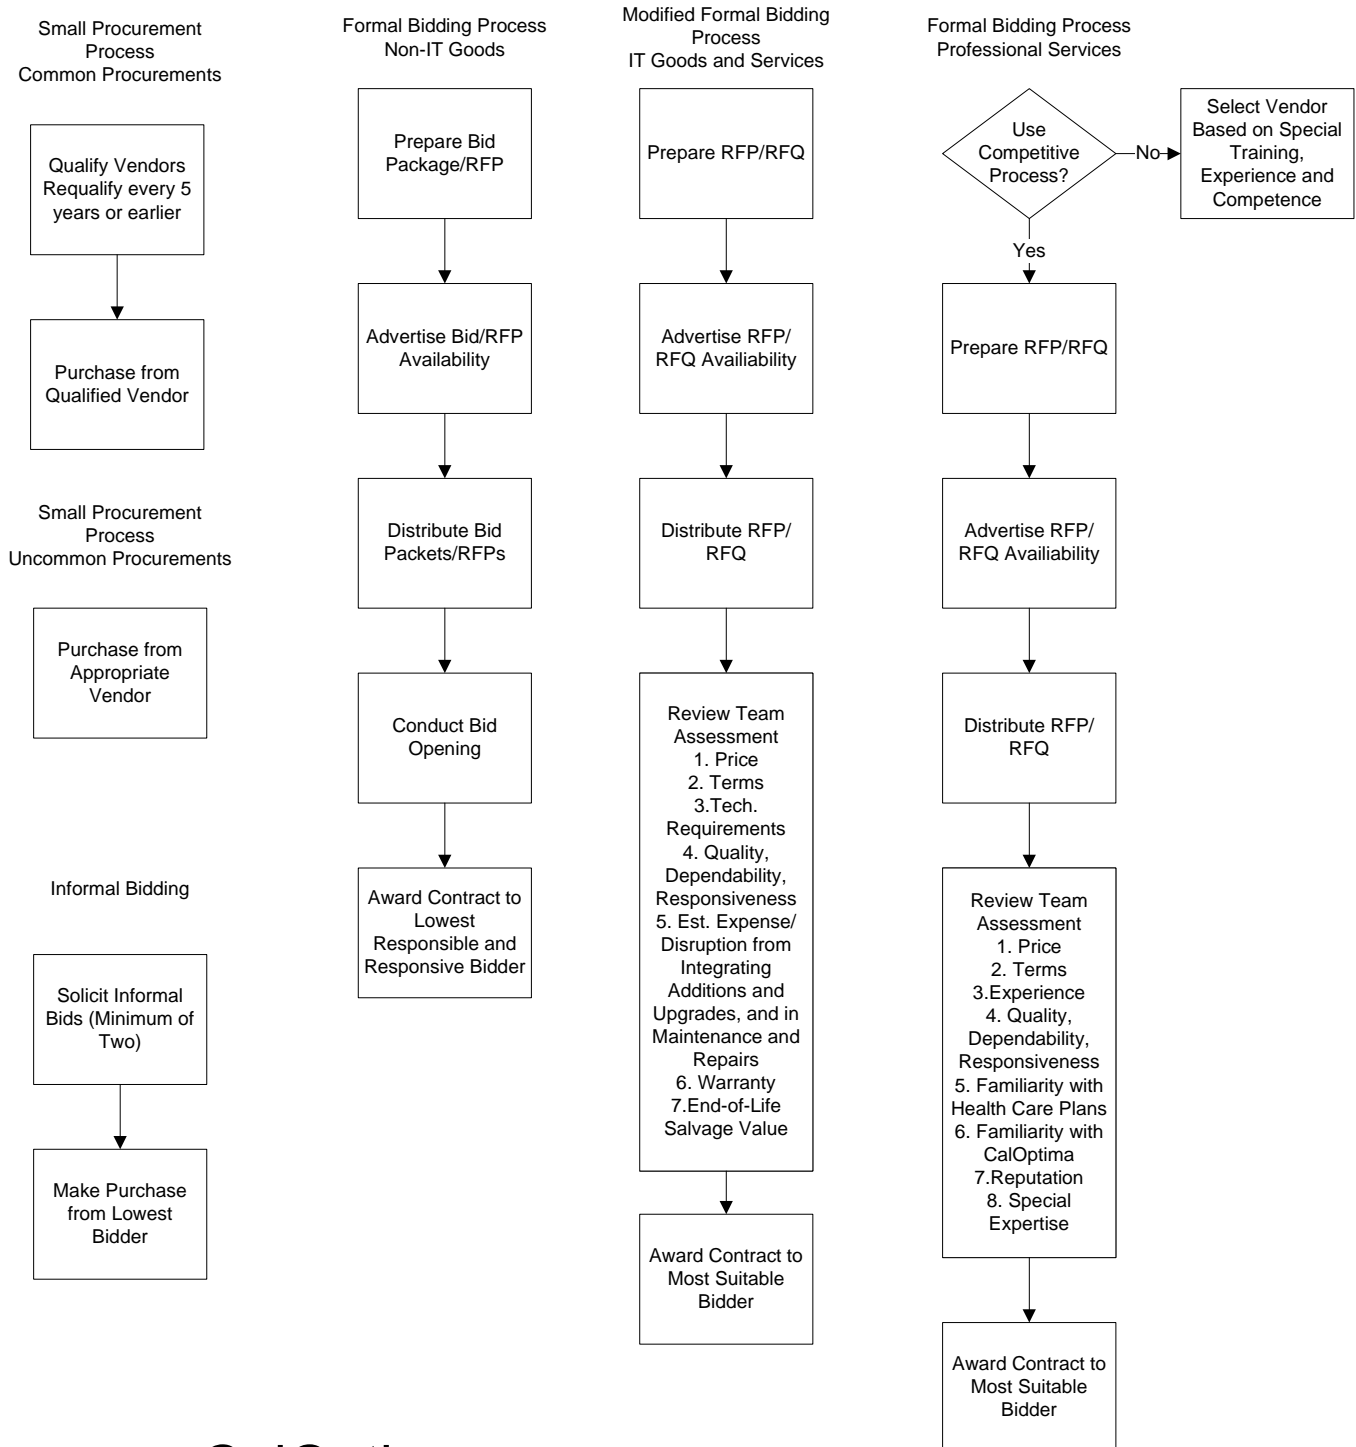 Small Procurement
Process
Common Procurements
Qualify Vendors
Requalify every 5
years or earlier
Purchase from
Qualified Vendor
Small Procurement
Process
Uncommon Procurements
Purchase from
Appropriate
Vendor
Informal Bidding
Solicit Informal
Bids (Minimum of
Two)
Make Purchase
from Lowest
Bidder
Formal Bidding Process
Non-IT Goods
Prepare Bid
Package/RFP
Advertise Bid/RFP
Availability
Distribute Bid
Packets/RFPs
Conduct Bid
Opening
Award Contract to
Lowest
Responsible and
Responsive Bidder
Modified Formal Bidding
Process
IT Goods and Services
Prepare RFP/RFQ
Advertise RFP/
RFQ Availiability
Distribute RFP/
RFQ
Review Team
Assessment
1. Price
2. Terms
3.Tech.
Requirements
4. Quality,
Dependability,
Responsiveness
5. Est. Expense/
Disruption from
Integrating
Additions and
Upgrades, and in
Maintenance and
Repairs
6. Warranty
7.End-of-Life
Salvage Value
Award Contract to
Most Suitable
Bidder
Formal Bidding Process
Professional Services
Use
Competitive
Process?
No
Select Vendor
Based on Special
Training,
Experience and
Competence
Yes
Prepare RFP/RFQ
Advertise RFP/
RFQ Availiability
Distribute RFP/
RFQ
Review Team
Assessment
1. Price
2. Terms
3.Experience
4. Quality,
Dependability,
Responsiveness
5. Familiarity with
Health Care Plans
6. Familiarity with
CalOptima
7.Reputation
8. Special
Expertise
Award Contract to
Most Suitable
Bidder